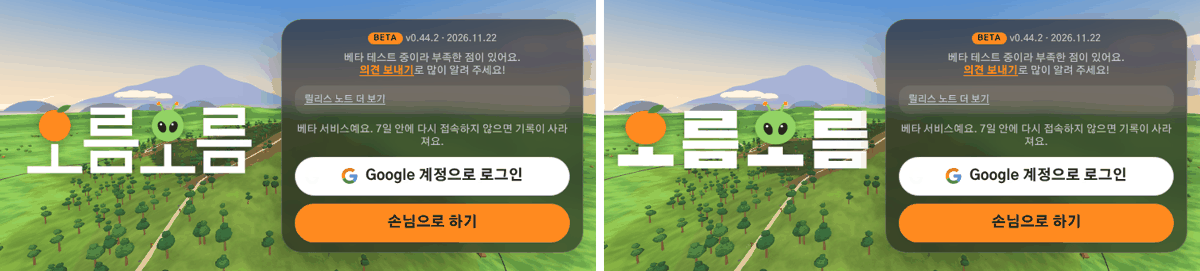 오름오름
BETA v0.44.2 · 2026.11.22
베타 테스트 중이라 부족한 점이 있어요.
의견 보내기로 많이 알려 주세요!
릴리스 노트 더 보기
베타 서비스예요. 7일 안에 다시 접속하지 않으면 기록이 사라
져요.
Google 계정으로 로그인
손님으로 하기
오름오름
BETA v0.44.2 · 2026.11.22
베타 테스트 중이라 부족한 점이 있어요.
의견 보내기로 많이 알려 주세요!
릴리스 노트 더 보기
베타 서비스예요. 7일 안에 다시 접속하지 않으면 기록이 사라
져요.
Google 계정으로 로그인
손님으로 하기